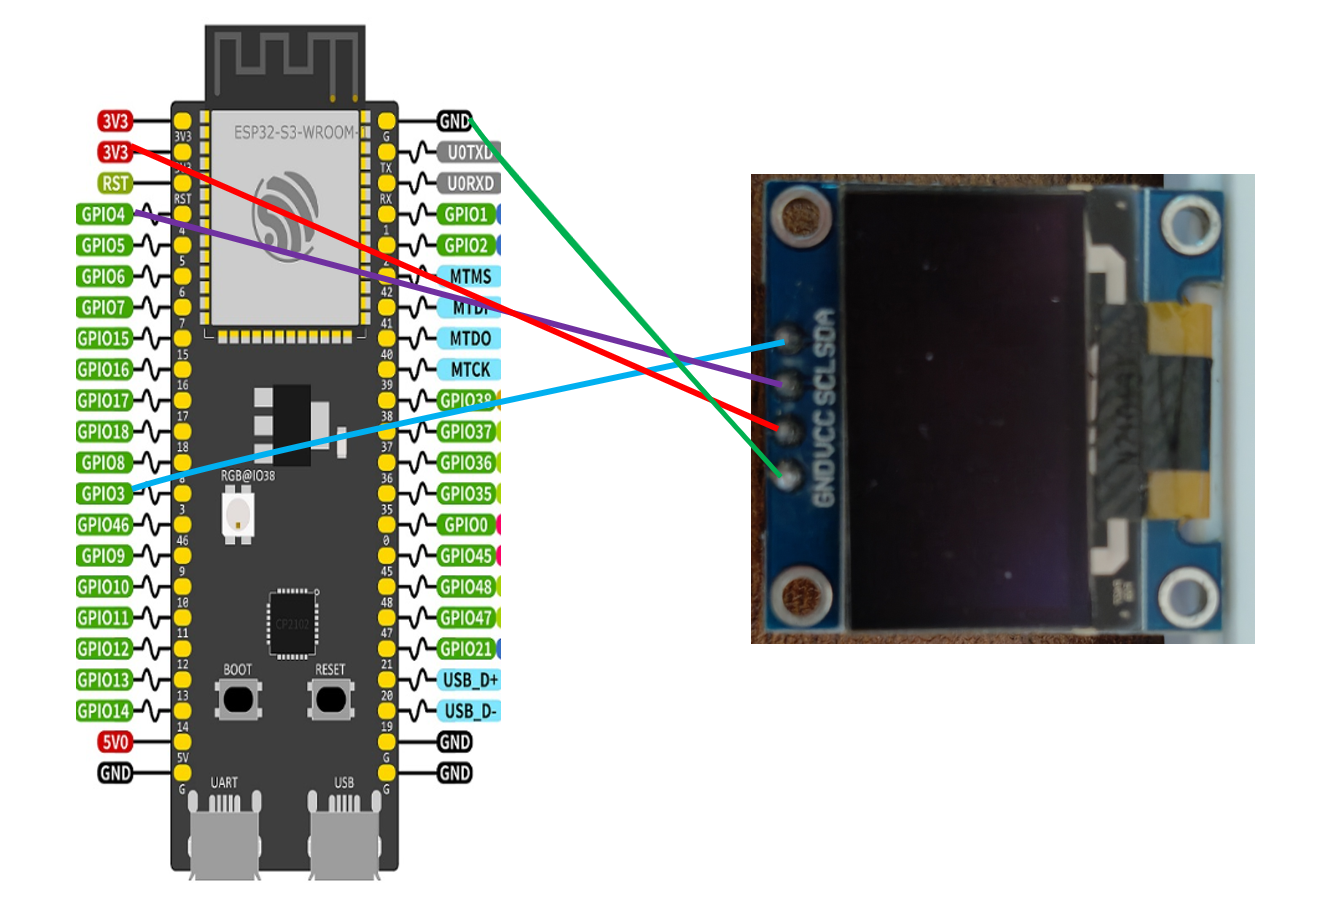 ESP32-S3-WROOM-1
3V3
3V3
RST
GPIO4
GPIO5
GPIO6
GPIO7
GPIO15
GPIO16
GPIO17
GPIO18
GPIO8
GPIO3
GPIO46
GPIO9
GPIO10
GPIO11
GPIO12
GPIO13
GPIO14
5V0
GND
3V3
3V3
RST
4
5
6
7
15
16
17
18
8
3
46
9
10
11
12
13
14
5V
G
RGB@IO38
CP2102
BOOT
RESET
UART
USB
G
TX
RX
1
2
42
41
40
39
38
37
36
35
0
45
48
47
21
20
19
G
G
GND
U0TXD
U0RXD
GPIO1
GPIO2
MTMS
MTDI
MTDO
MTCK
GPIO38
GPIO37
GPIO36
GPIO35
GPIO0
GPIO45
GPIO48
GPIO47
GPIO21
USB_D+
USB_D-
GND
GND
GND VCC SCL SDA